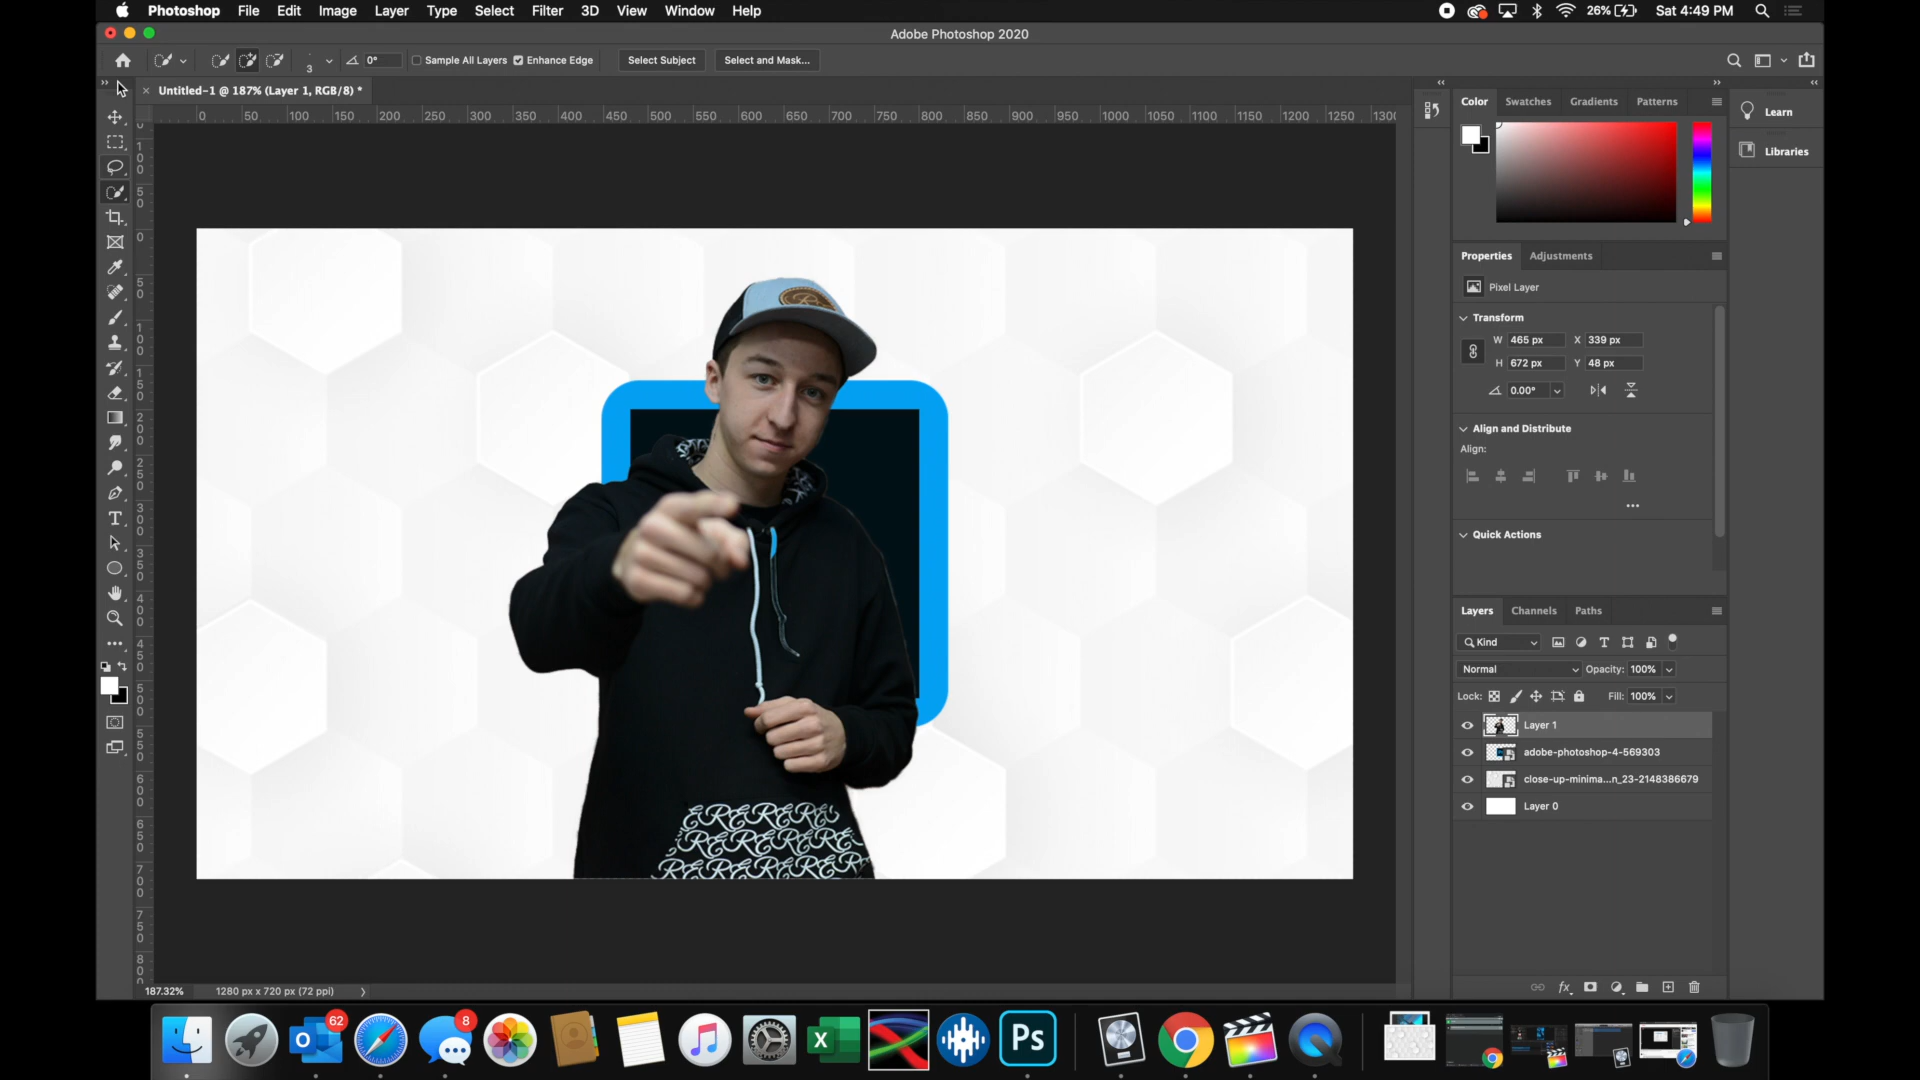 Photoshop File Edit Image Layer Type Select Filter 3D View Window Help 26% Sat 4:49 PM
Adobe Photoshop 2020
3 0° Sample All Layers Enhance Edge Select Subject Select and Mask...
× Untitled-1 @ 187% (Layer 1, RGB/8) *
0 50 100 150 200 250 300 350 400 450 500 550 600 650 700 750 800 850 900 950 1000 1050 1100 1150 1200 1250 1300
Color Swatches Gradients Patterns
Learn
Libraries
Properties Adjustments
Pixel Layer
Transform
W 465 px X 339 px
H 672 px Y 48 px
0.00°
Align and Distribute
Align:
Quick Actions
Layers Channels Paths
Kind
Normal Opacity: 100%
Lock: Fill: 100%
Layer 1
adobe-photoshop-4-569303
close-up-minima...n_23-2148386679
Layer 0
fx
187.32% 1280 px x 720 px (72 ppi)
62 8
Ps